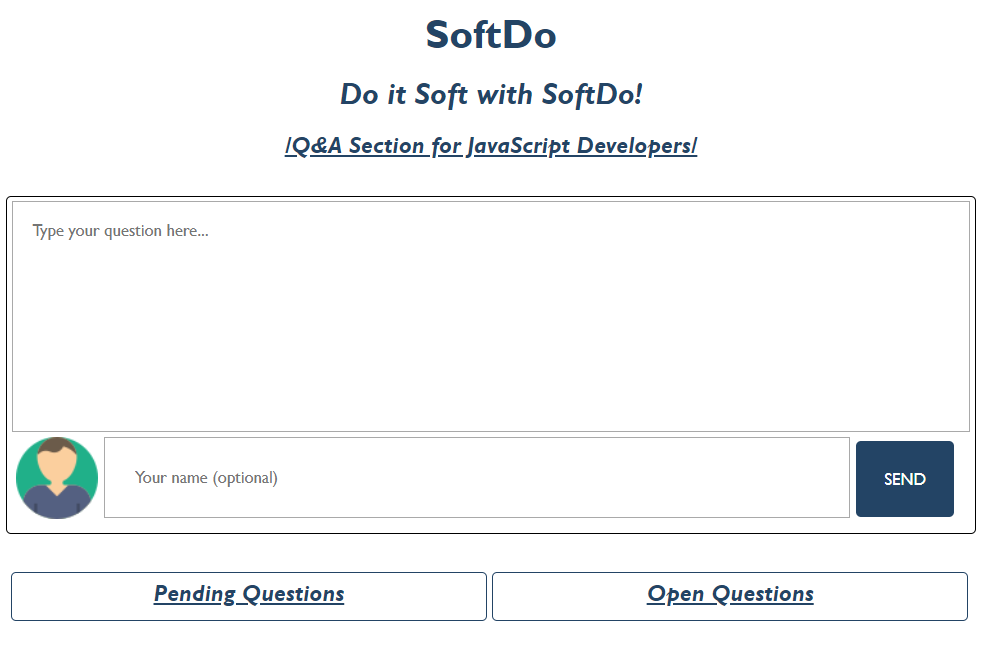 SoftDo
Do it Soft with SoftDo!
/Q&A Section for JavaScript Developers/
Type your question here...
Your name (optional)
SEND
Pending Questions
Open Questions